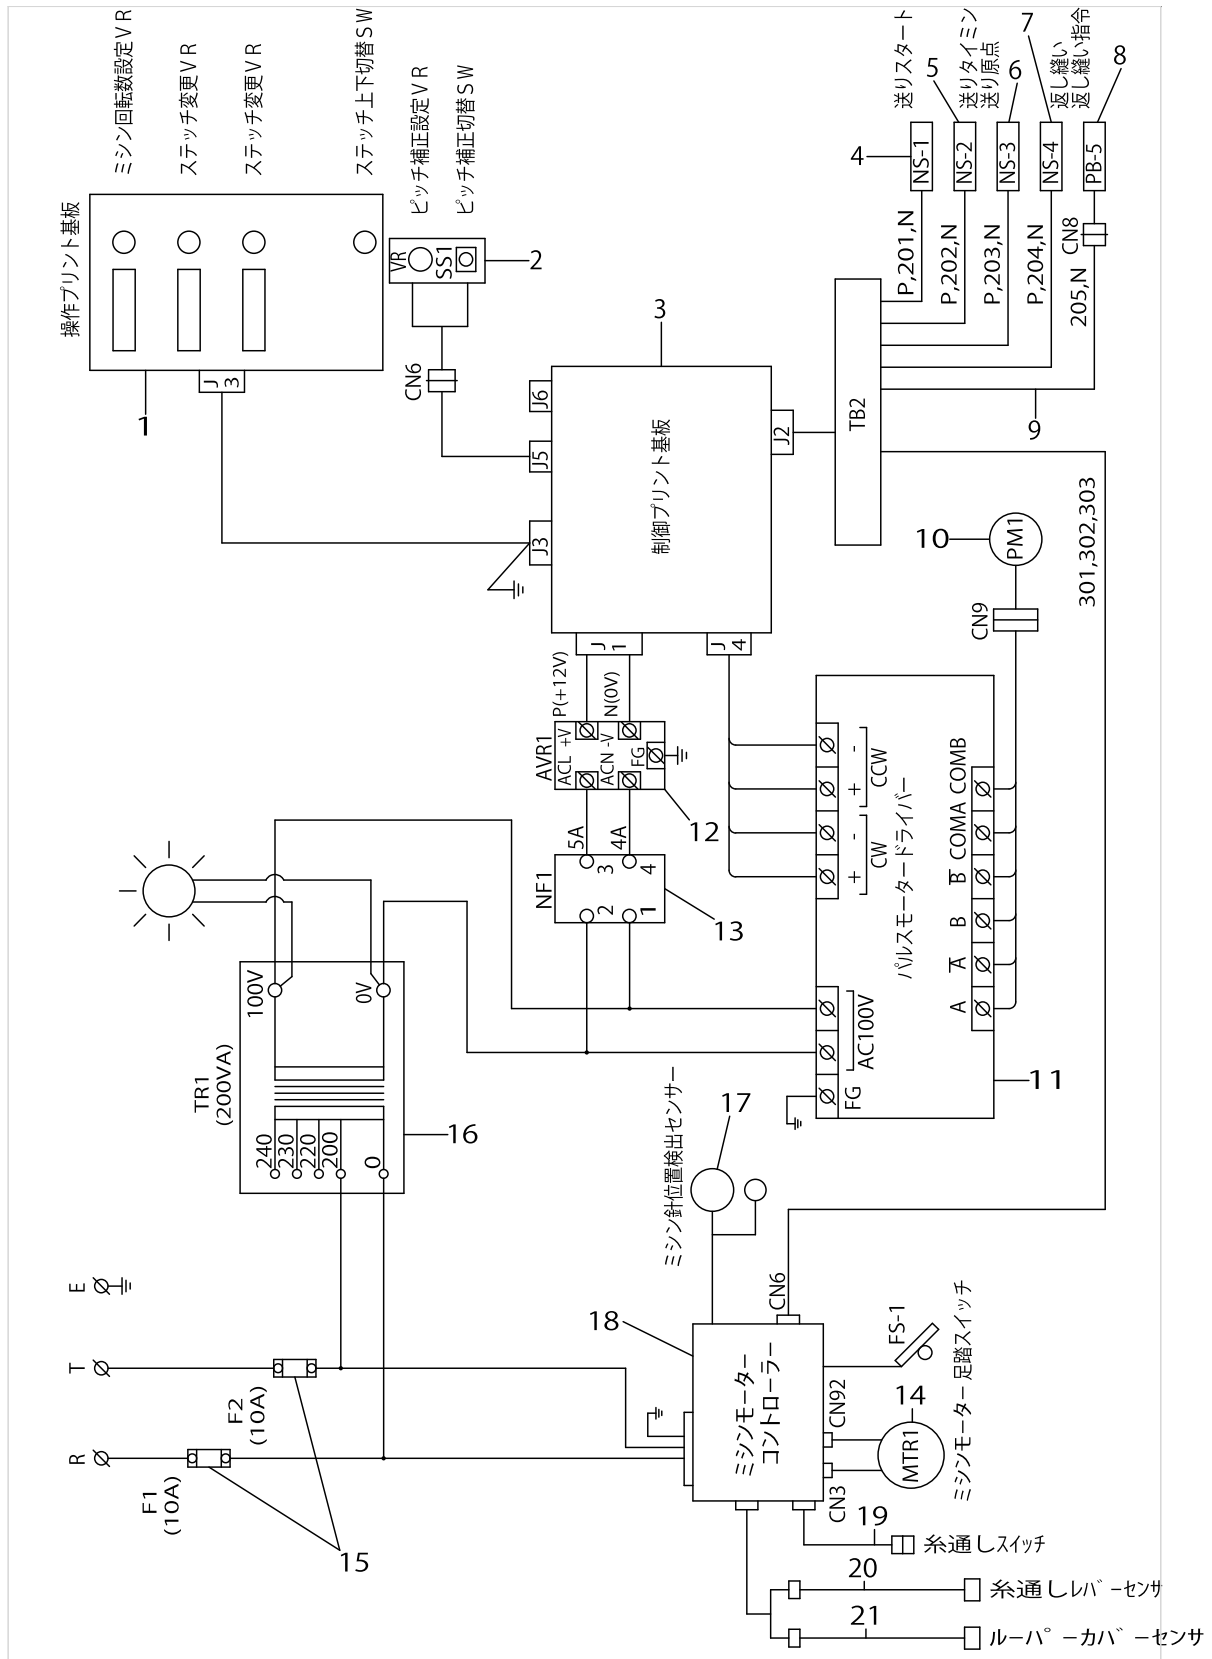 ミシン回転数設定VR
ステッチ変更VR
ステッチ変更VR
ステッチ上下切替SW
ピッチ補正設定VR
ピッチ補正切替SW
操作プリント基板
J3
1
VR
SS1
2
CN6
送りスタート
送りタイミン
送り原点
返し縫い
返し縫い指令
4
5
6
7
8
NS-1
NS-2
NS-3
NS-4
PB-5
P,201,N
P,202,N
P,203,N
P,204,N
205,N
CN8
TB2
9
3
制御プリント基板
J6
J5
J3
J2
J1
J4
301,302,303
10
PM1
CN9
P(+12V)
N(0V)
AVR1
ACL +V
ACN -V
FG
12
5A
4A
NF1
3
4
2
1
13
CCW
+ -
CW
+ -
パルスモータードライバー
A
A̅
B
B̅
COMA
COMB
AC100V
FG
11
TR1
(200VA)
100V
0V
240
230
220
200
0
16
E
T
R
F2
(10A)
F1
(10A)
15
ミシン針位置検出センサー
17
CN6
18
ミシンモーター
コントローラー
FS-1
ミシンモーター足踏スイッチ
CN92
14
MTR1
CN3
19
糸通しスイッチ
20
糸通しレバーセンサ
21
ルーパーカバーセンサ